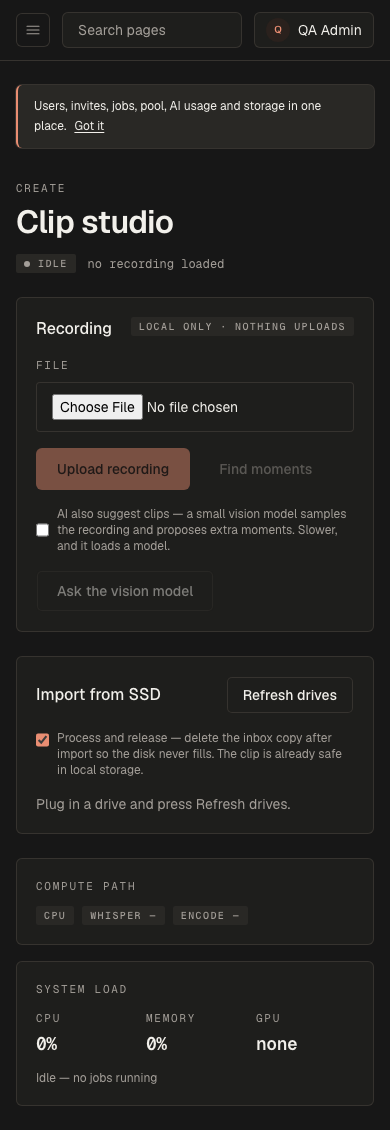 Search pages
Q
QA Admin
Users, invites, jobs, pool, AI usage and storage in one
place. Got it
CREATE
Clip studio
IDLE no recording loaded
Recording
LOCAL ONLY · NOTHING UPLOADS
FILE
Choose File No file chosen
Upload recording
Find moments
AI also suggest clips — a small vision model samples
the recording and proposes extra moments. Slower,
and it loads a model.
Ask the vision model
Import from SSD
Refresh drives
Process and release — delete the inbox copy after
import so the disk never fills. The clip is already safe
in local storage.
Plug in a drive and press Refresh drives.
COMPUTE PATH
CPU WHISPER — ENCODE —
SYSTEM LOAD
CPU MEMORY GPU
0% 0% none
Idle — no jobs running